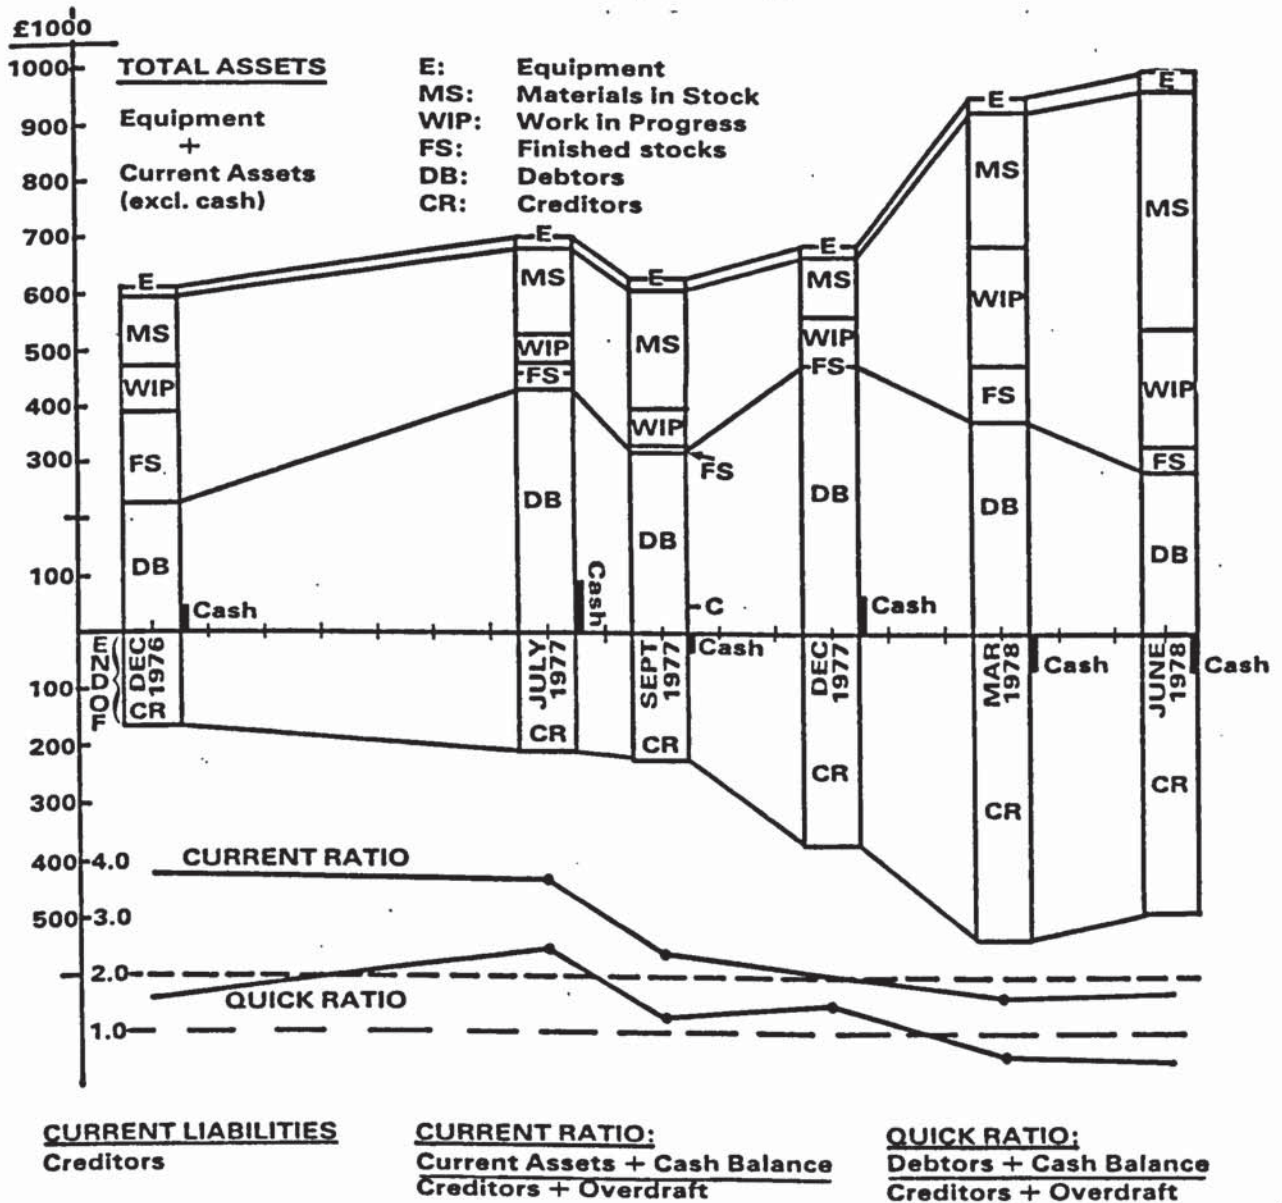 £1000
1000
900
800
700
600
500
400
300
100
100
200
300
400
500
4.0
3.0
2.0
1.0
TOTAL ASSETS
Equipment
+
Current Assets
(excl. cash)
E: Equipment
MS: Materials in Stock
WIP: Work in Progress
FS: Finished stocks
DB: Debtors
CR: Creditors
E
MS
WIP
FS
DB
Cash
END OF
DEC
1976
CR
E
MS
WIP
FS
DB
Cash
JULY
1977
CR
E
MS
WIP
FS
DB
C
Cash
SEPT
1977
CR
E
MS
WIP
FS
DB
Cash
DEC
1977
CR
E
MS
WIP
FS
DB
Cash
MAR
1978
CR
E
MS
WIP
FS
DB
Cash
JUNE
1978
CR
CURRENT RATIO
QUICK RATIO
CURRENT LIABILITIES
Creditors
CURRENT RATIO:
Current Assets + Cash Balance
Creditors + Overdraft
QUICK RATIO:
Debtors + Cash Balance
Creditors + Overdraft